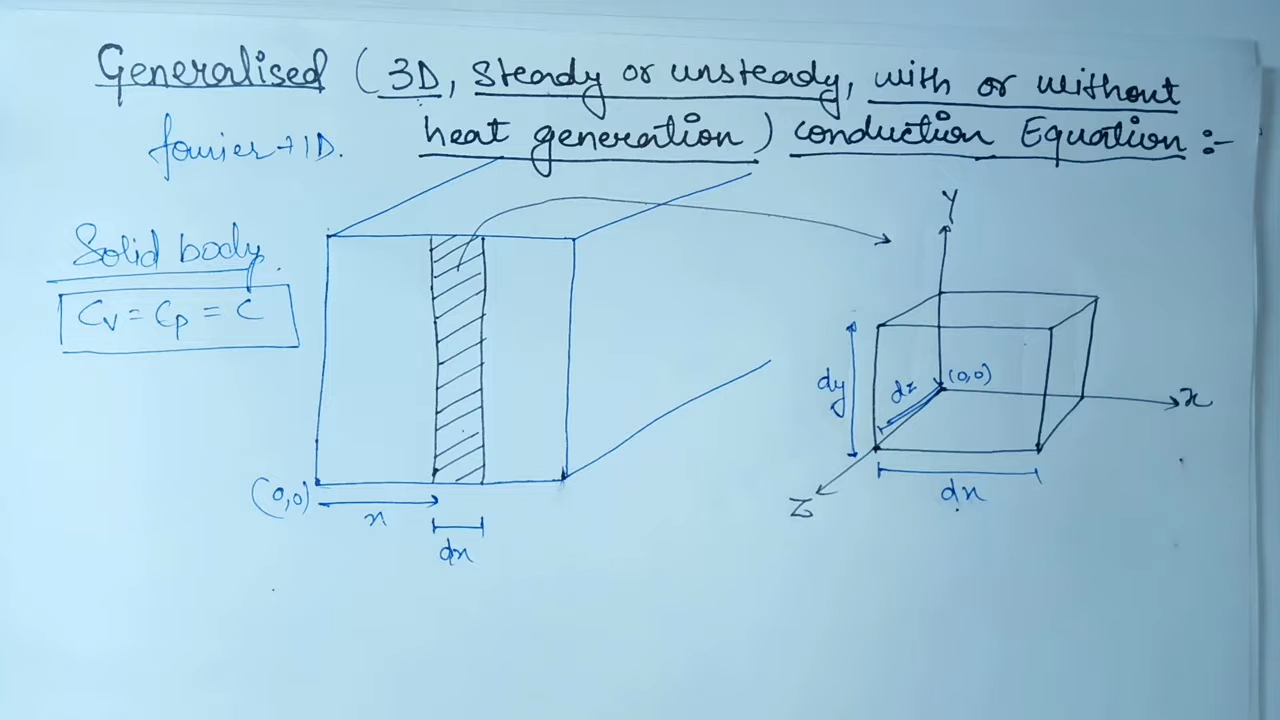 Generalised (3D, Steady or unsteady, with or without
heat generation) conduction Equation :-
fourier → 1D.
Solid body.
Cv = Cp = C
(0,0)
x
dx
Y
dy
dz
(0,0)
x
Z
dx